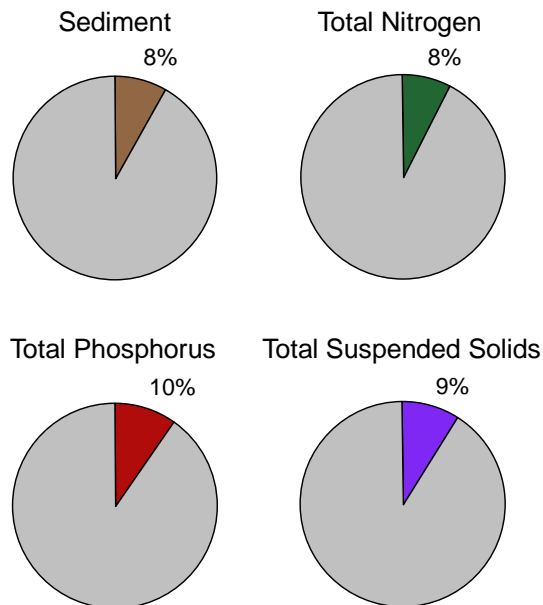 Sediment
8%
Total Nitrogen
8%
Total Phosphorus
10%
Total Suspended Solids
9%